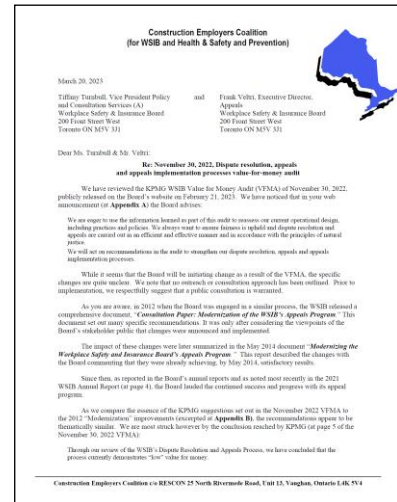 Construction Employers Coalition
(for WSIB and Health & Safety and Prevention)
March 20, 2023
Tiffiny Turnbull, Vice President Policy
and Consultation Services (A)
Workplace Safety & Insurance Board
200 Front Street West
Toronto ON M5V 3J1
and
Frank Veltri, Executive Director,
Appeals
Workplace Safety & Insurance Board
200 Front Street West
Toronto ON M5V 3J1
Dear Ms. Turnbull & Mr. Veltri:
Re: November 30, 2022, Dispute resolution, appeals
and appeals implementation processes value-for-money audit
We have reviewed the KPMG WSIB Value for Money Audit (VFMA) of November 30, 2022,
publicly released on the Board's website on February 21, 2023. We have noticed that in your web
announcement (at Appendix A) the Board advises:
We are eager to use the information learned as part of this audit to reassess our current operational design,
including practices and policies. We always want to ensure fairness is upheld and dispute resolution and
appeals are carried out in an efficient and effective manner and in accordance with the principles of natural
justice.
We will act on recommendations in the audit to strengthen our dispute resolution, appeals and appeals
implementation processes.
While it seems that the Board will be initiating change as a result of the VFMA, the specific
changes are quite unclear. We note that no outreach or consultation approach has been outlined. Prior to
implementation, we respectfully suggest that a public consultation is warranted.
As you are aware, in 2012 when the Board was engaged in a similar process, the WSIB released a
comprehensive document, "Consultation Paper: Modernization of the WSIB's Appeals Program." This
document set out many specific recommendations. It was only after considering the viewpoints of the
Board's stakeholder public that changes were announced and implemented.
The impact of these changes were later summarized in the May 2014 document "Modernizing the
Workplace Safety and Insurance Board's Appeals Program." This report described the changes with
the Board commenting that they were already achieving, by May 2014, satisfactory results.
Since then, as reported in the Board's annual reports and as noted most recently in the 2021
WSIB Annual Report (at page 4), the Board lauded the continued success and progress with its appeal
program.
As we compare the essence of the KPMG suggestions set out in the November 2022 VFMA to
the 2012 "Modernization" improvements (excerpted at Appendix B), the recommendations appear to be
thematically similar. We are most struck however by the conclusion reached by KPMG (at page 5 of the
November 30, 2022 VFMA):
Through our review of the WSIB's Dispute Resolution and Appeals Process, we have concluded that the
process currently demonstrates "low" value for money.
Construction Employers Coalition c/o RESCON 25 North Rivermede Road, Unit 13, Vaughan, Ontario L4K 5V4